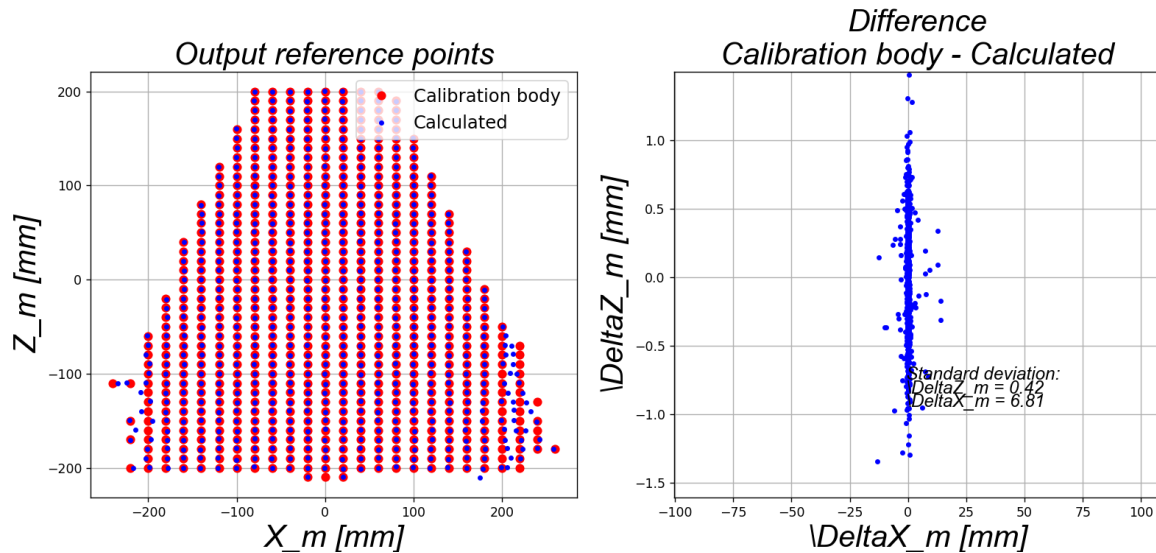 Output reference points
Calibration body
Calculated
200
100
0
−100
−200
−200
−100
0
100
200
Z_m [mm]
X_m [mm]
Difference
Calibration body - Calculated
1.0
0.5
0.0
−0.5
−1.0
−1.5
−100
−75
−50
−25
0
25
50
75
100
\DeltaZ_m [mm]
\DeltaX_m [mm]
Standard deviation:
\DeltaZ_m = 0.42
\DeltaX_m = 6.81